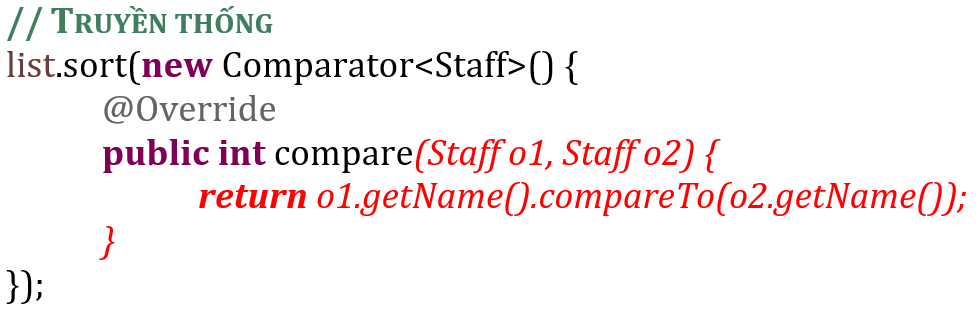 // TRUYỀN THỐNG
list.sort(new Comparator<Staff>() {
@Override
public int compare(Staff o1, Staff o2) {
return o1.getName().compareTo(o2.getName());
}
});